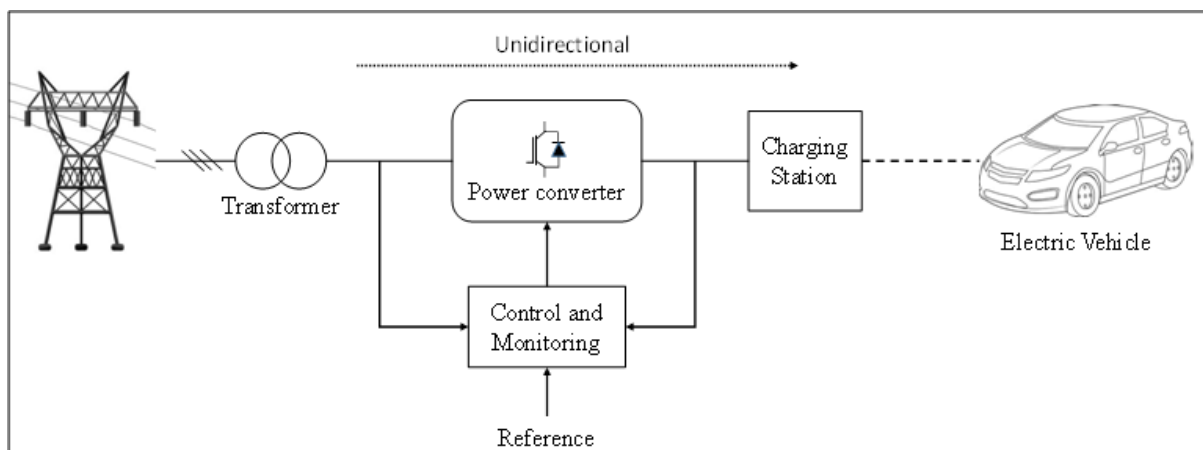 Unidirectional
Transformer
Power converter
Charging
Station
Electric Vehicle
Control and
Monitoring
Reference